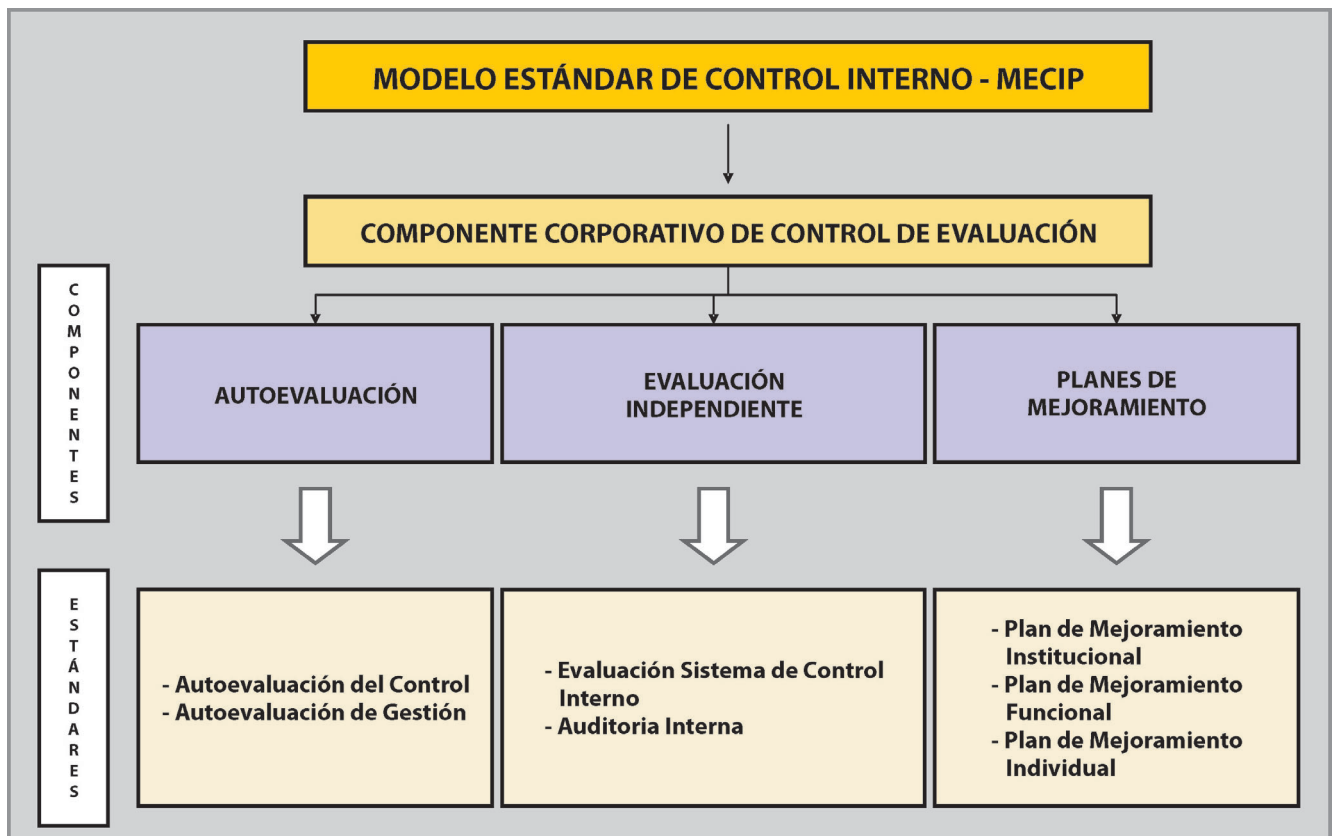 MODELO ESTÁNDAR DE CONTROL INTERNO - MECIP
COMPONENTE CORPORATIVO DE CONTROL DE EVALUACIÓN
COMPONENTES
AUTOEVALUACIÓN
EVALUACIÓN
INDEPENDIENTE
PLANES DE
MEJORAMIENTO
ESTÁNDARES
- Autoevaluación del Control
- Autoevaluación de Gestión
- Evaluación Sistema de Control
Interno
- Auditoria Interna
- Plan de Mejoramiento
Institucional
- Plan de Mejoramiento
Funcional
- Plan de Mejoramiento
Individual